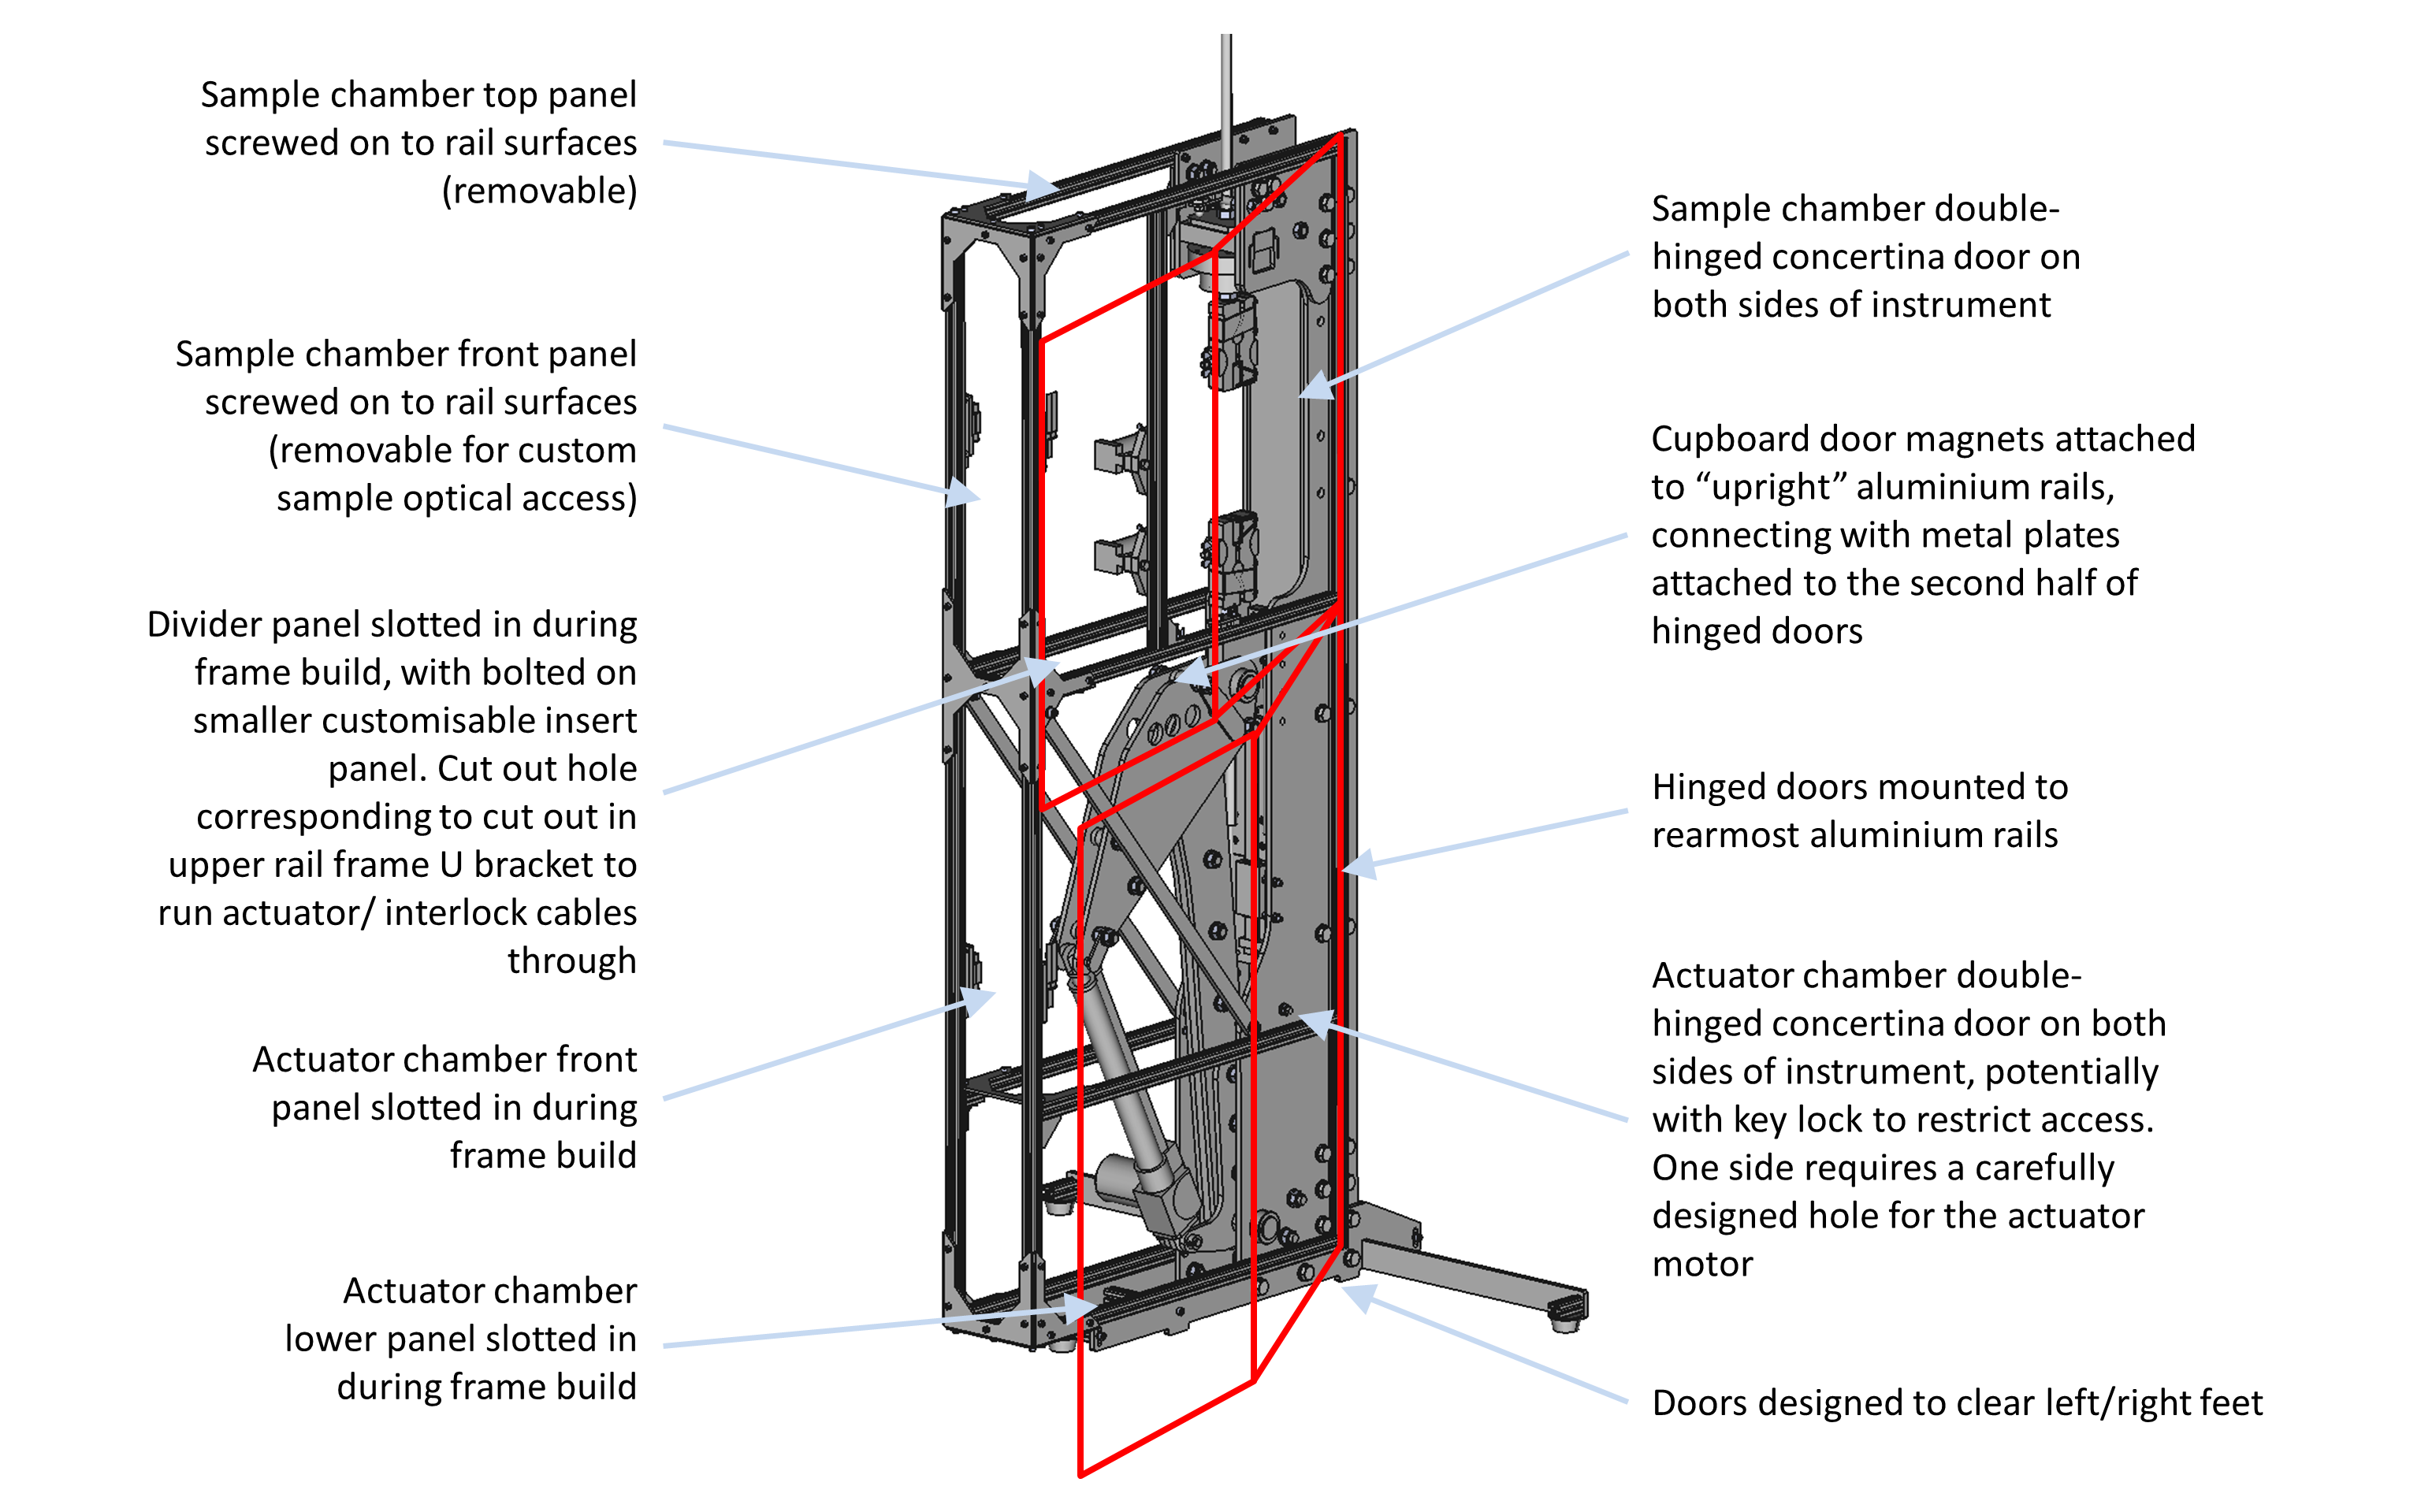 Sample chamber top panel
screwed on to rail surfaces
(removable)
Sample chamber front panel
screwed on to rail surfaces
(removable for custom
sample optical access)
Divider panel slotted in during
frame build, with bolted on
smaller customisable insert
panel. Cut out hole
corresponding to cut out in
upper rail frame U bracket to
run actuator/ interlock cables
through
Actuator chamber front
panel slotted in during
frame build
Actuator chamber
lower panel slotted in
during frame build
Sample chamber double-
hinged concertina door on
both sides of instrument
Cupboard door magnets attached
to “upright” aluminium rails,
connecting with metal plates
attached to the second half of
hinged doors
Hinged doors mounted to
rearmost aluminium rails
Actuator chamber double-
hinged concertina door on both
sides of instrument, potentially
with key lock to restrict access.
One side requires a carefully
designed hole for the actuator
motor
Doors designed to clear left/right feet